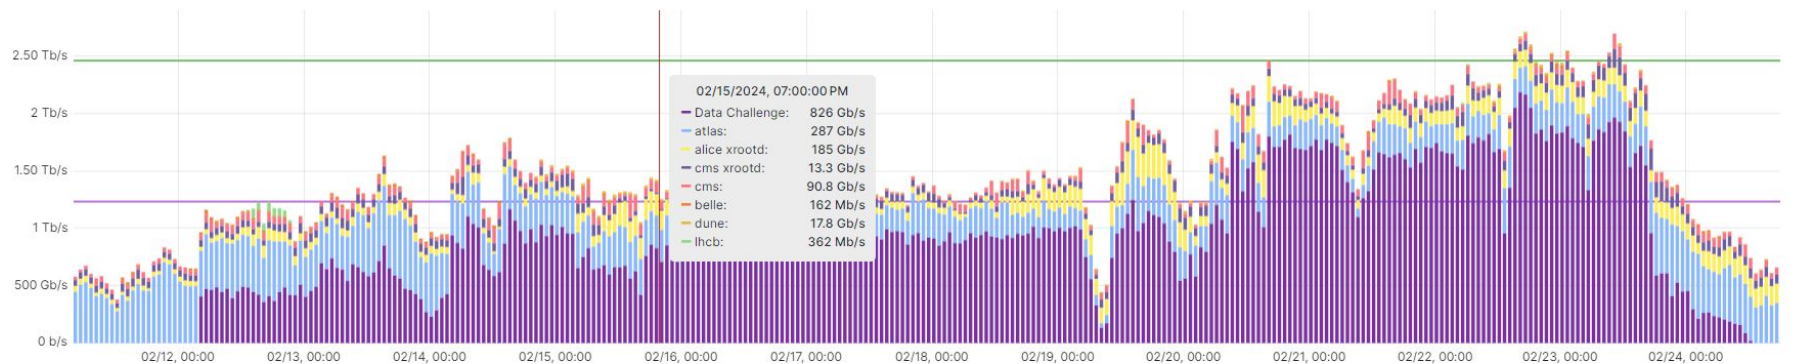 2.50 Tb/s
2 Tb/s
1.50 Tb/s
1 Tb/s
500 Gb/s
0 b/s
02/15/2024, 07:00:00 PM
Data Challenge: 826 Gb/s
atlas: 287 Gb/s
alice xrootd: 185 Gb/s
cms xrootd: 13.3 Gb/s
cms: 90.8 Gb/s
belle: 162 Mb/s
dune: 17.8 Gb/s
lhcb: 362 Mb/s
02/12, 00:00 02/13, 00:00 02/14, 00:00 02/15, 00:00 02/16, 00:00 02/17, 00:00 02/18, 00:00 02/19, 00:00 02/20, 00:00 02/21, 00:00 02/22, 00:00 02/23, 00:00 02/24, 00:00